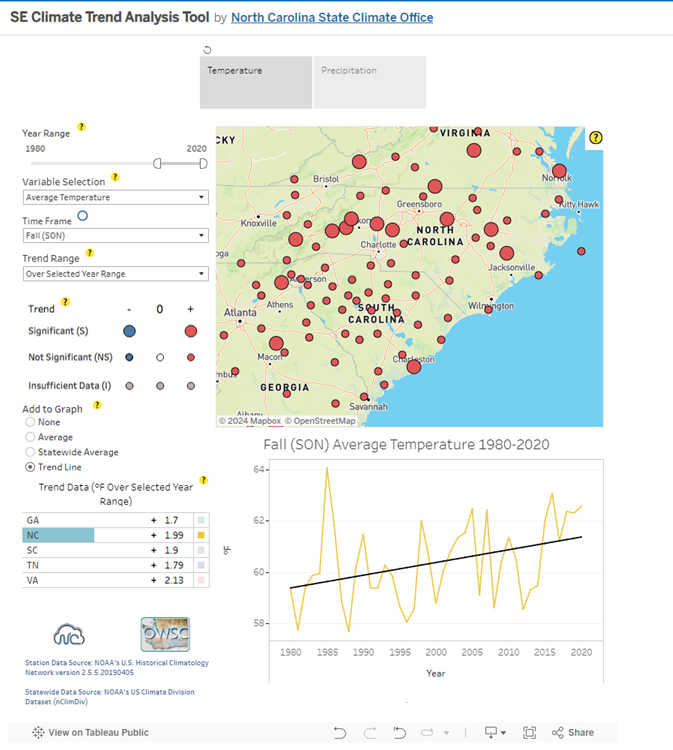 SE Climate Trend Analysis Tool by North Carolina State Climate Office
Temperature
Precipitation
Year Range ?
1980 2020
Variable Selection ?
Average Temperature
Time Frame
Fall (SON)
Trend Range ?
Over Selected Year Range
Trend ? - 0 +
Significant (S)
Not Significant (NS)
Insufficient Data (I)
Add to Graph ?
None
Average
Statewide Average
Trend Line
Trend Data (°F Over Selected Year
Range) ?
GA + 1.7
NC + 1.99
SC + 1.9
TN + 1.79
VA + 2.13
NC
OWSC
Station Data Source: NOAA's U.S. Historical Climatology
Network version 2.5.5.20190405
Statewide Data Source: NOAA's US Climate Division
Dataset (nClimDiv)
?
CKY
VIRGINIA
Bristol
Norfolk
Greensboro
Kitty Hawk
Knoxville
NORTH
CAROLINA
Charlotte
oga
Jacksonville
erson
Athens
Atlanta
SOUTH
CAROLINA
Wilmington
Macon
Charleston
mbus
GEORGIA
Savannah
Albany
© 2024 Mapbox © OpenStreetMap
Fall (SON) Average Temperature 1980-2020
64
62
60
58
°F
1980 1985 1990 1995 2000 2005 2010 2015 2020
Year
View on Tableau Public
Share